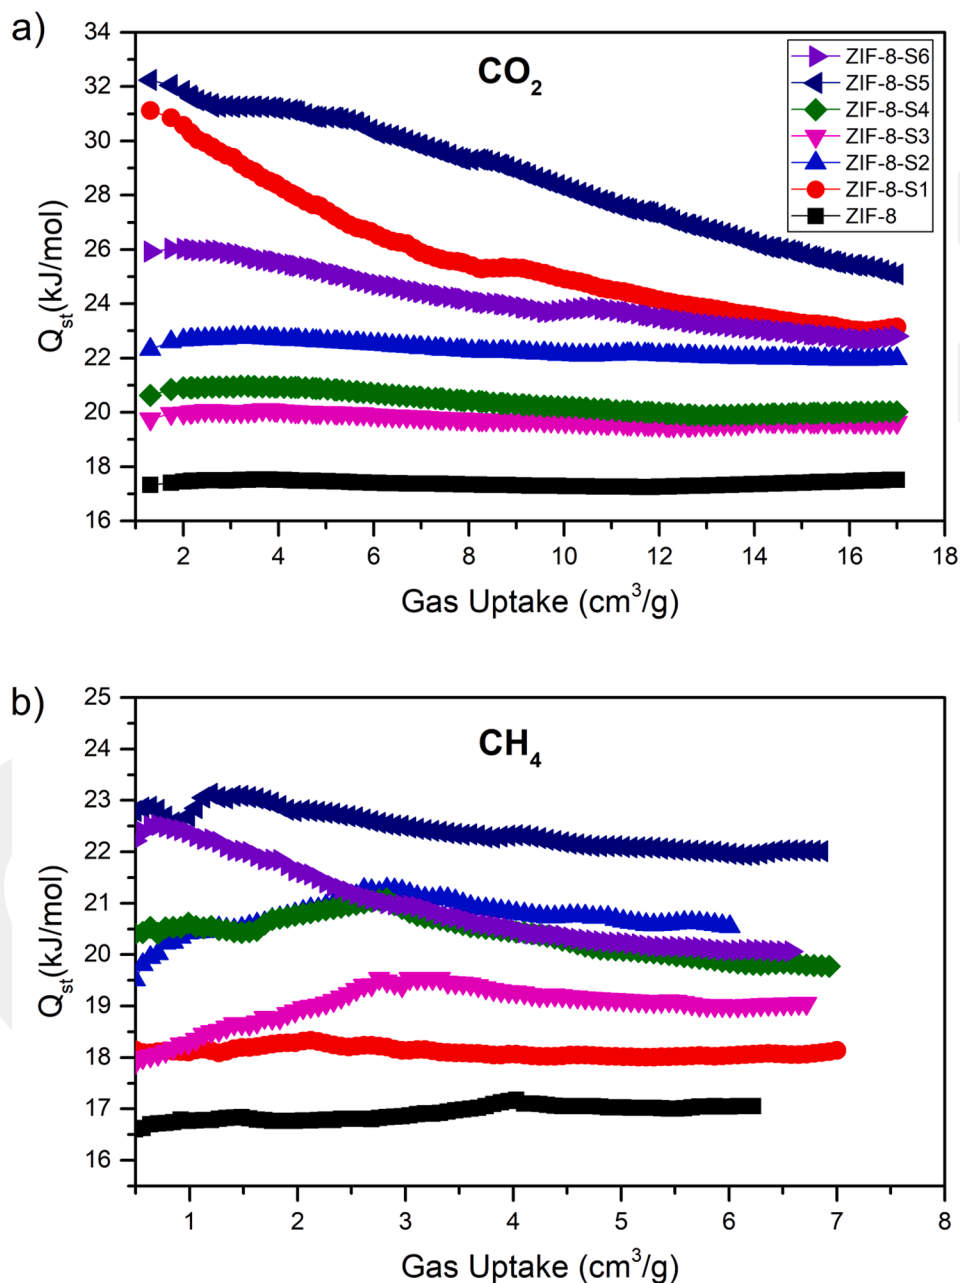 a)
34
32
30
28
26
24
22
20
18
16
Q_st(kJ/mol)
CO₂
ZIF-8-S6
ZIF-8-S5
ZIF-8-S4
ZIF-8-S3
ZIF-8-S2
ZIF-8-S1
ZIF-8
2 4 6 8 10 12 14 16 18
Gas Uptake (cm³/g)
b)
25
24
23
22
21
20
19
18
17
16
Q_st(kJ/mol)
CH₄
1 2 3 4 5 6 7 8
Gas Uptake (cm³/g)